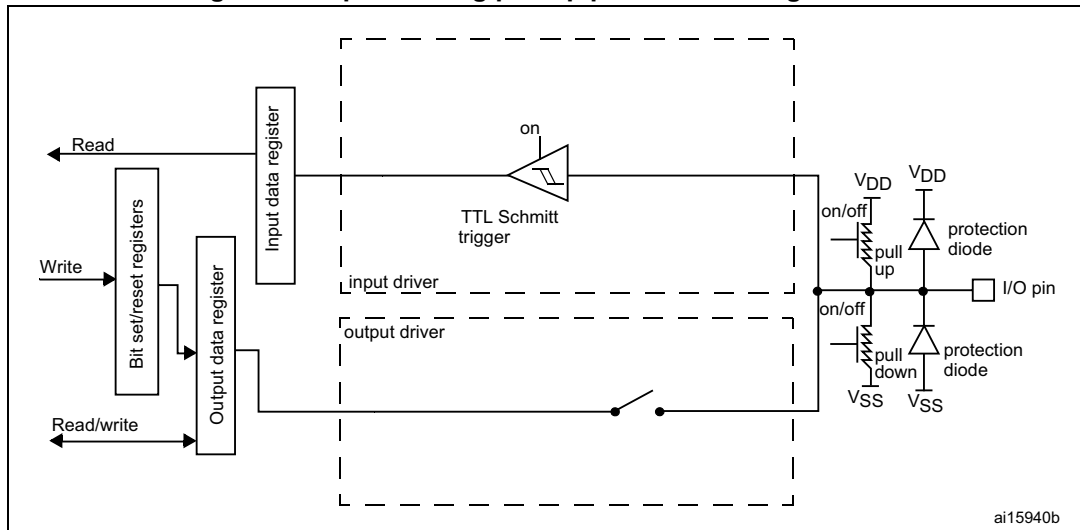 Read
Bit set/reset registers
Write
Read/write
Input data register
Output data register
on
TTL Schmitt
trigger
input driver
output driver
VDD
on/off
pull
up
VDD
protection
diode
I/O pin
on/off
pull
down
VSS
protection
diode
VSS
ai15940b